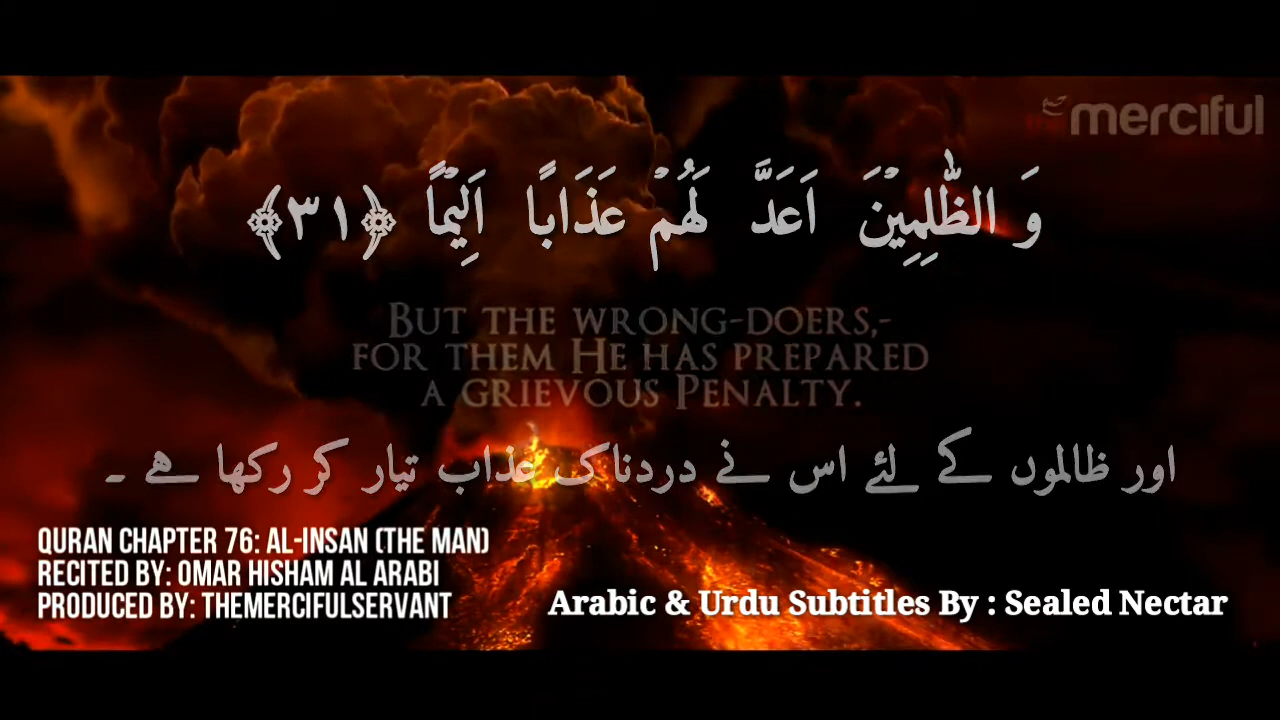 merciful
وَ الظّٰلِمِیۡنَ اَعَدَّ لَهُمۡ عَذَابًا اَلِیۡمًا ﴿۳۱﴾
BUT THE WRONG-DOERS,-
FOR THEM HE HAS PREPARED
A GRIEVOUS PENALTY.
اور ظالموں کے لئے اس نے دردناک عذاب تیار کر رکھا ہے ۔
QURAN CHAPTER 76: AL-INSAN (THE MAN)
RECITED BY: OMAR HISHAM AL ARABI
PRODUCED BY: THEMERCIFULSERVANT
Arabic & Urdu Subtitles By : Sealed Nectar